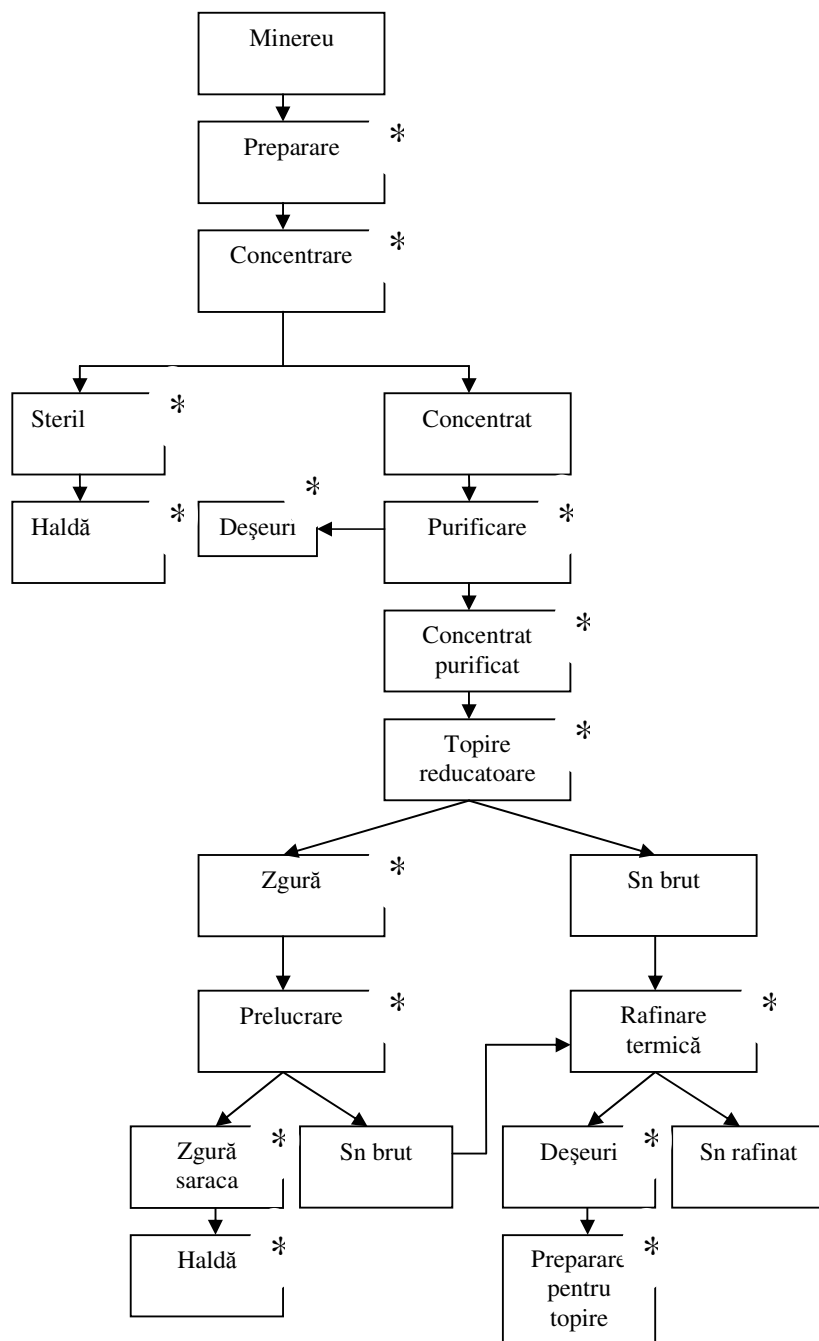 Minereu
*
Preparare
*
Concentrare
*
Steril
Concentrat
*
*
*
Haldă
Deşeuri
Purificare
*
Concentrat
purificat
*
Topire
reducatoare
*
Zgură
Sn brut
*
*
Prelucrare
Rafinare
termică
*
*
Zgură
saraca
Sn brut
Deşeuri
Sn rafinat
*
*
Haldă
Preparare
pentru
topire